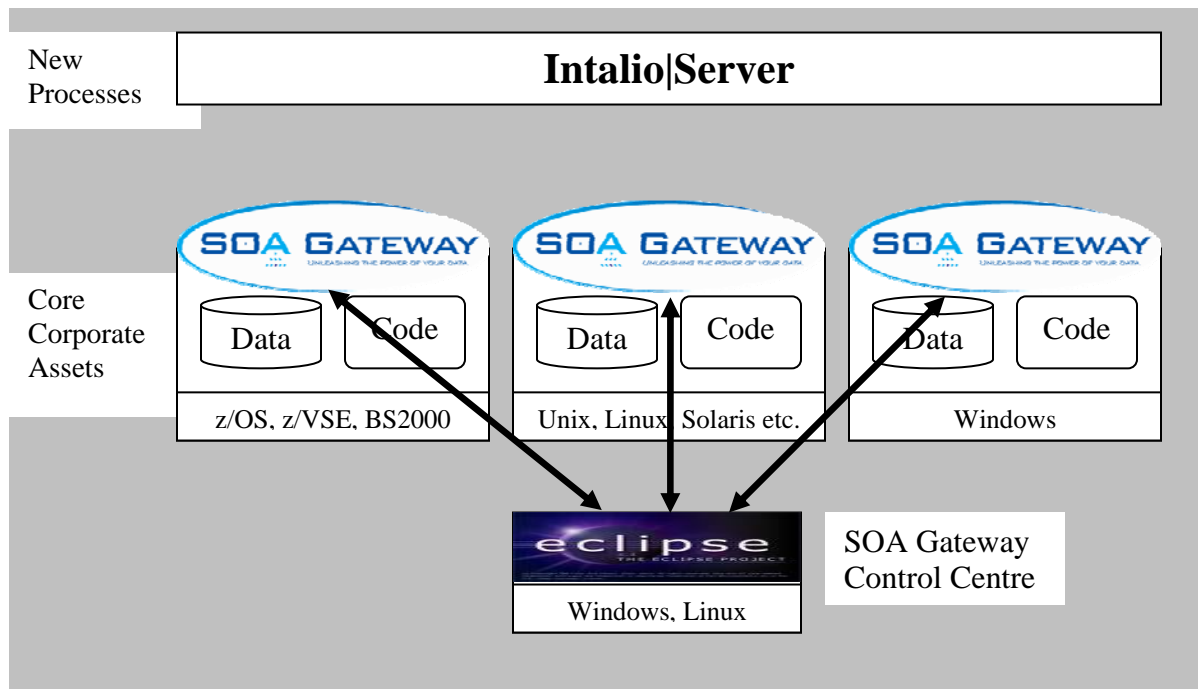 New
Processes
Intalio|Server
SOA GATEWAY
UNLEASHING THE POWER OF YOUR DATA
SOA GATEWAY
UNLEASHING THE POWER OF YOUR DATA
SOA GATEWAY
UNLEASHING THE POWER OF YOUR DATA
Core
Corporate
Assets
Data
Code
Data
Code
Data
Code
z/OS, z/VSE, BS2000
Unix, Linux, Solaris etc.
Windows
eclipse
THE ECLIPSE PROJECT
Windows, Linux
SOA Gateway
Control Centre